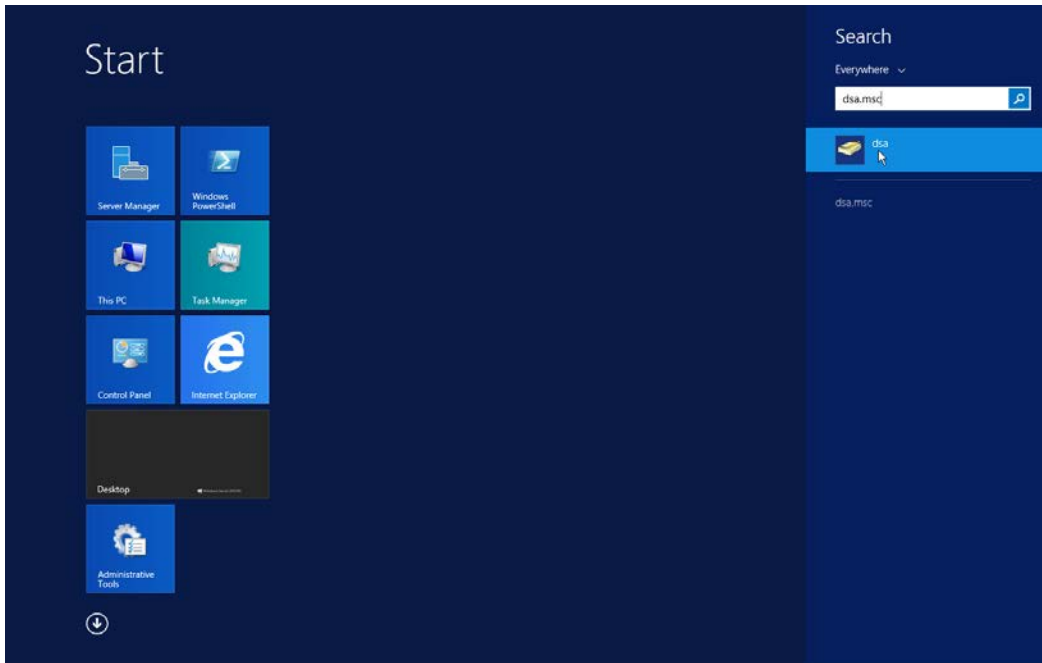 Start
Server Manager
Windows
PowerShell
This PC
Task Manager
Control Panel
Internet Explorer
Desktop
Administrative
Tools
Search
Everywhere
dsa.msc
dsa
dsa.msc